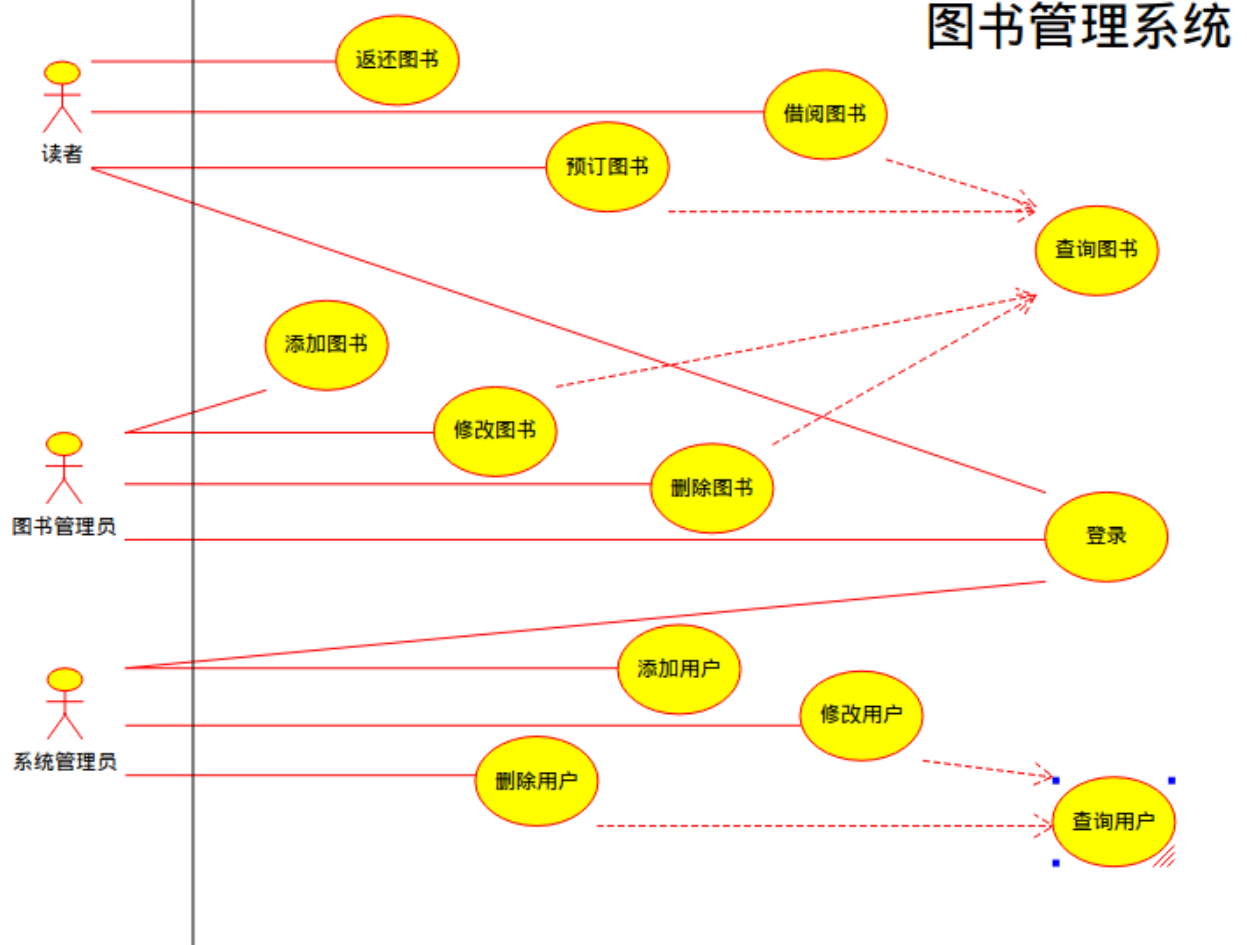 图书管理系统
返还图书
借阅图书
读者
预订图书
查询图书
添加图书
修改图书
删除图书
图书管理员
登录
添加用户
修改用户
系统管理员
删除用户
查询用户